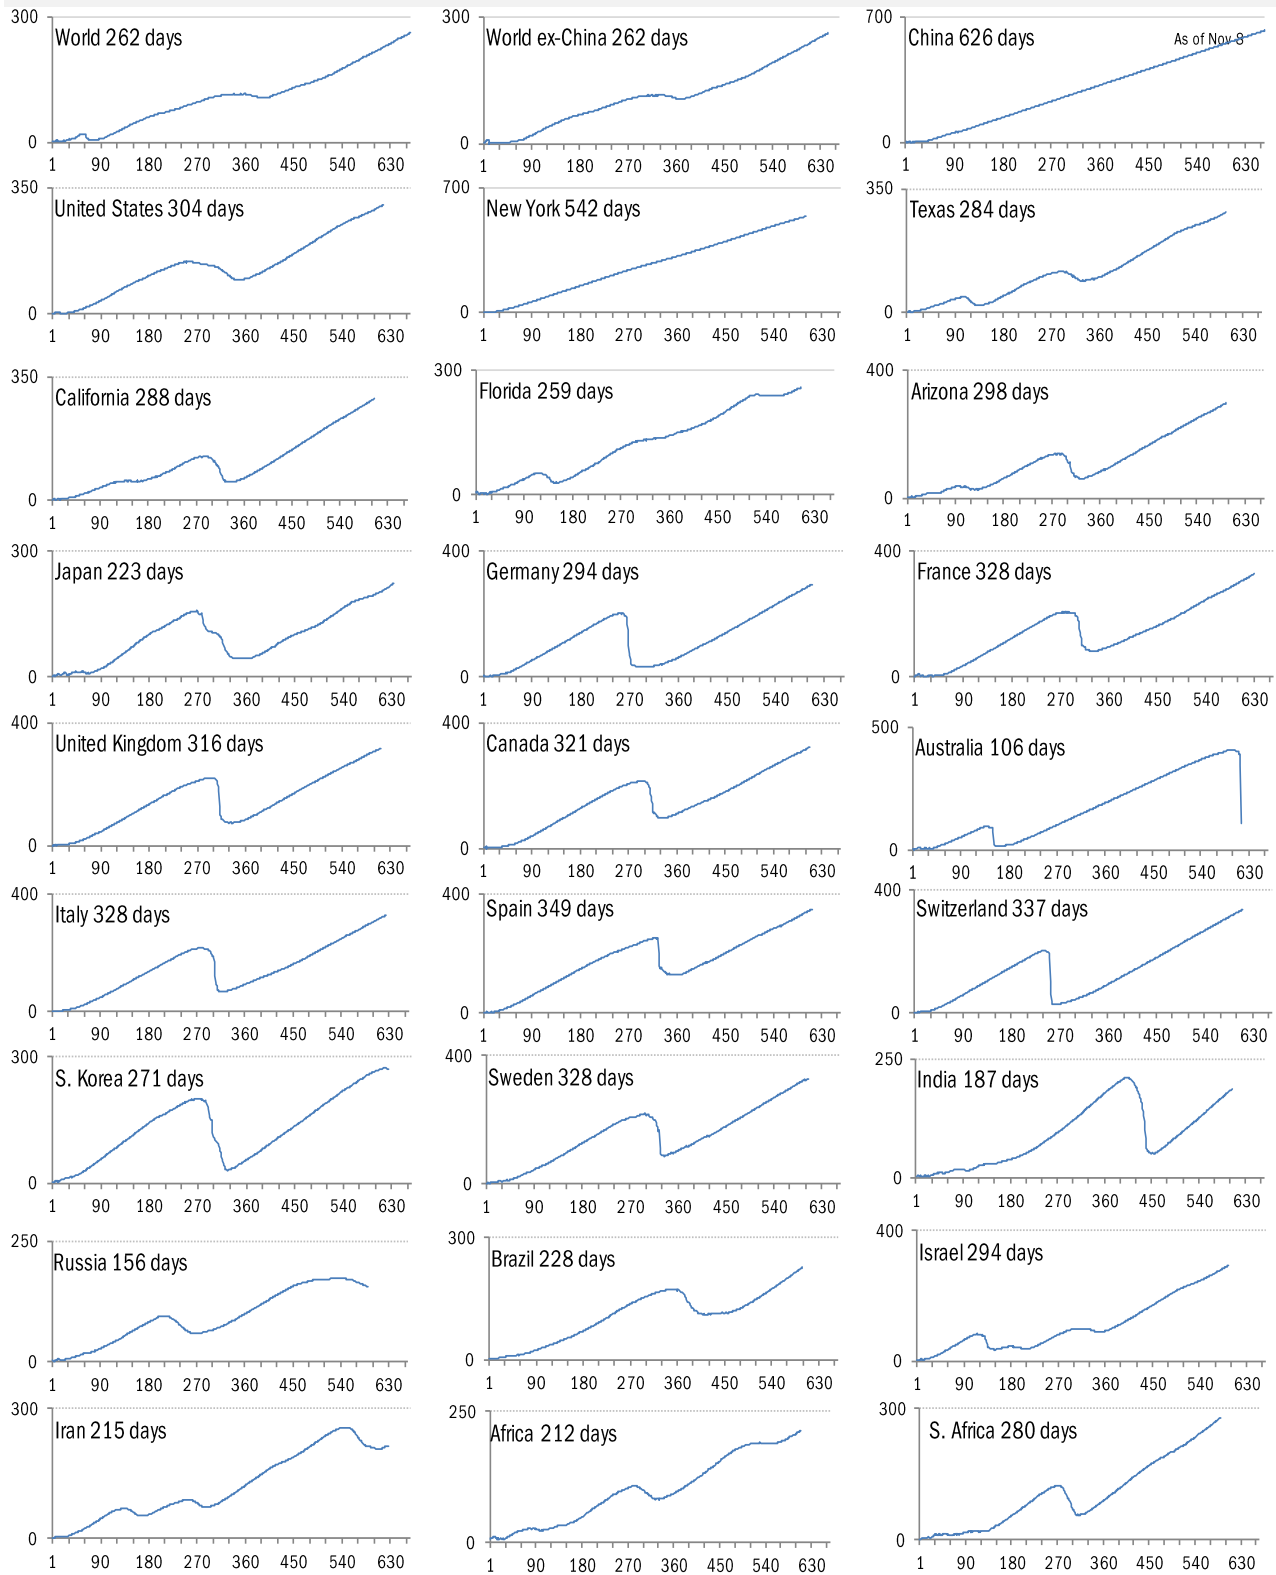 300
World 262 days
0
1 90 180 270 360 450 540 630
300
World ex-China 262 days
0
1 90 180 270 360 450 540 630
700
China 626 days
As of Nov 8
0
1 90 180 270 360 450 540 630
350
United States 304 days
0
1 90 180 270 360 450 540 630
700
New York 542 days
0
1 90 180 270 360 450 540 630
350
Texas 284 days
0
1 90 180 270 360 450 540 630
350
California 288 days
0
1 90 180 270 360 450 540 630
300
Florida 259 days
0
1 90 180 270 360 450 540 630
400
Arizona 298 days
0
1 90 180 270 360 450 540 630
300
Japan 223 days
0
1 90 180 270 360 450 540 630
400
Germany 294 days
0
1 90 180 270 360 450 540 630
400
France 328 days
0
1 90 180 270 360 450 540 630
400
United Kingdom 316 days
0
1 90 180 270 360 450 540 630
400
Canada 321 days
0
1 90 180 270 360 450 540 630
500
Australia 106 days
0
1 90 180 270 360 450 540 630
400
Italy 328 days
0
1 90 180 270 360 450 540 630
400
Spain 349 days
0
1 90 180 270 360 450 540 630
400
Switzerland 337 days
0
1 90 180 270 360 450 540 630
300
S. Korea 271 days
0
1 90 180 270 360 450 540 630
400
Sweden 328 days
0
1 90 180 270 360 450 540 630
250
India 187 days
0
1 90 180 270 360 450 540 630
250
Russia 156 days
0
1 90 180 270 360 450 540 630
300
Brazil 228 days
0
1 90 180 270 360 450 540 630
400
Israel 294 days
0
1 90 180 270 360 450 540 630
300
Iran 215 days
0
1 90 180 270 360 450 540 630
250
Africa 212 days
0
1 90 180 270 360 450 540 630
300
S. Africa 280 days
0
1 90 180 270 360 450 540 630